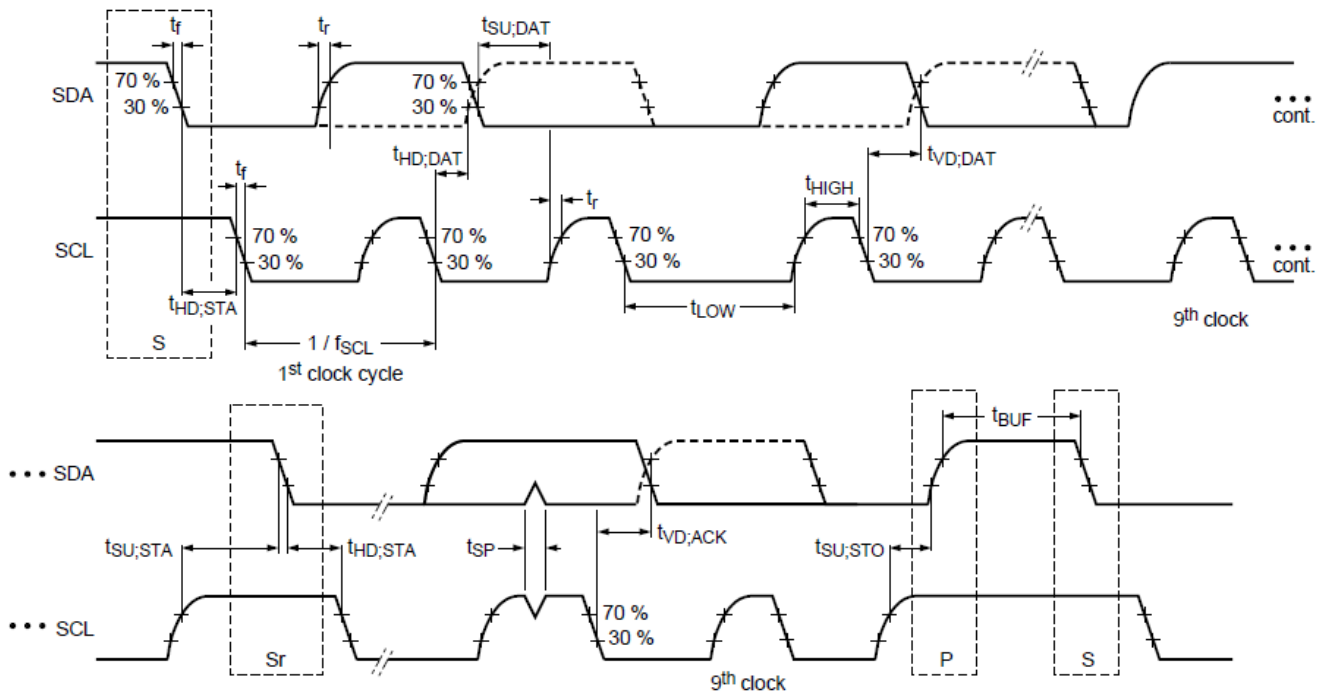 tf
tr
tSU;DAT
SDA
70 %
30 %
70 %
30 %
cont.
tHD;DAT
tVD;DAT
tf
tr
tHIGH
SCL
70 %
30 %
70 %
30 %
70 %
30 %
70 %
30 %
cont.
tHD;STA
tLOW
S
1 / fSCL
9th clock
1st clock cycle
tBUF
SDA
tSU;STA
tHD;STA
tSP
tVD;ACK
tSU;STO
SCL
70 %
30 %
Sr
P
S
9th clock